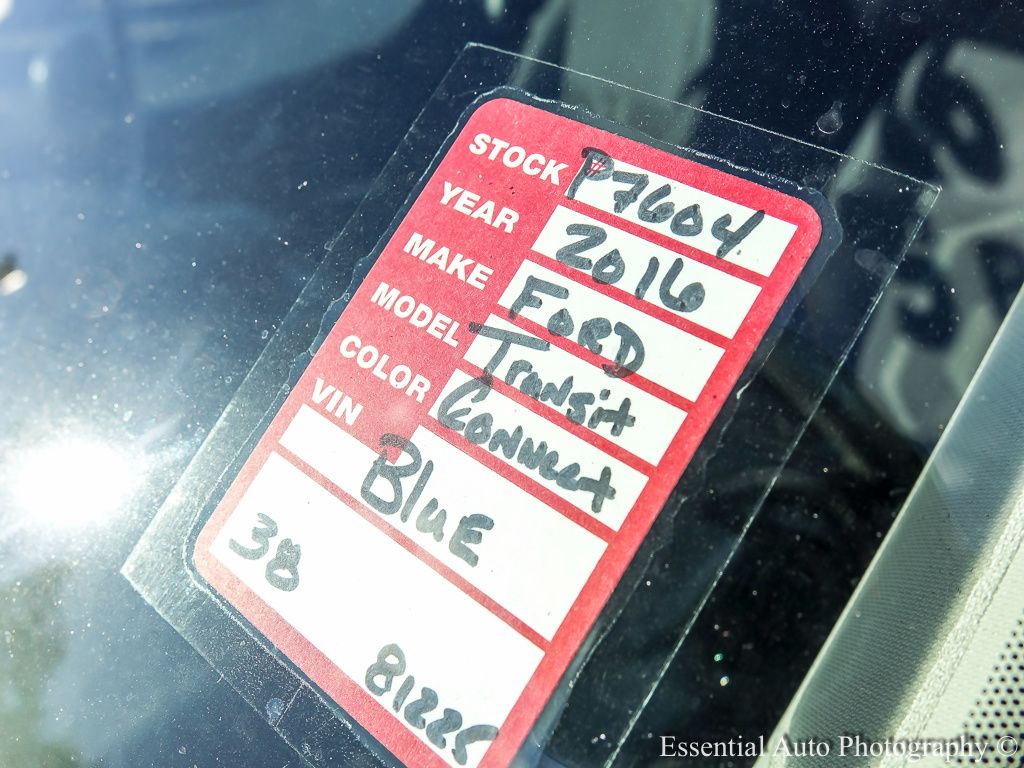 STOCK # P7604
YEAR 2016
MAKE FORD
MODEL Transit
COLOR Connect
VIN Blue
38
81225
Essential Auto Photography ©